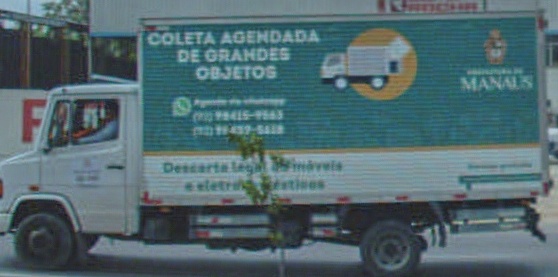 COLETA AGENDADA
DE GRANDES
OBJETOS
Agende via whatsapp
(92) 98415-9563
(92) 98459-5618
PREFEITURA DE
MANAUS
Descarte legal de móveis
e eletrodomésticos